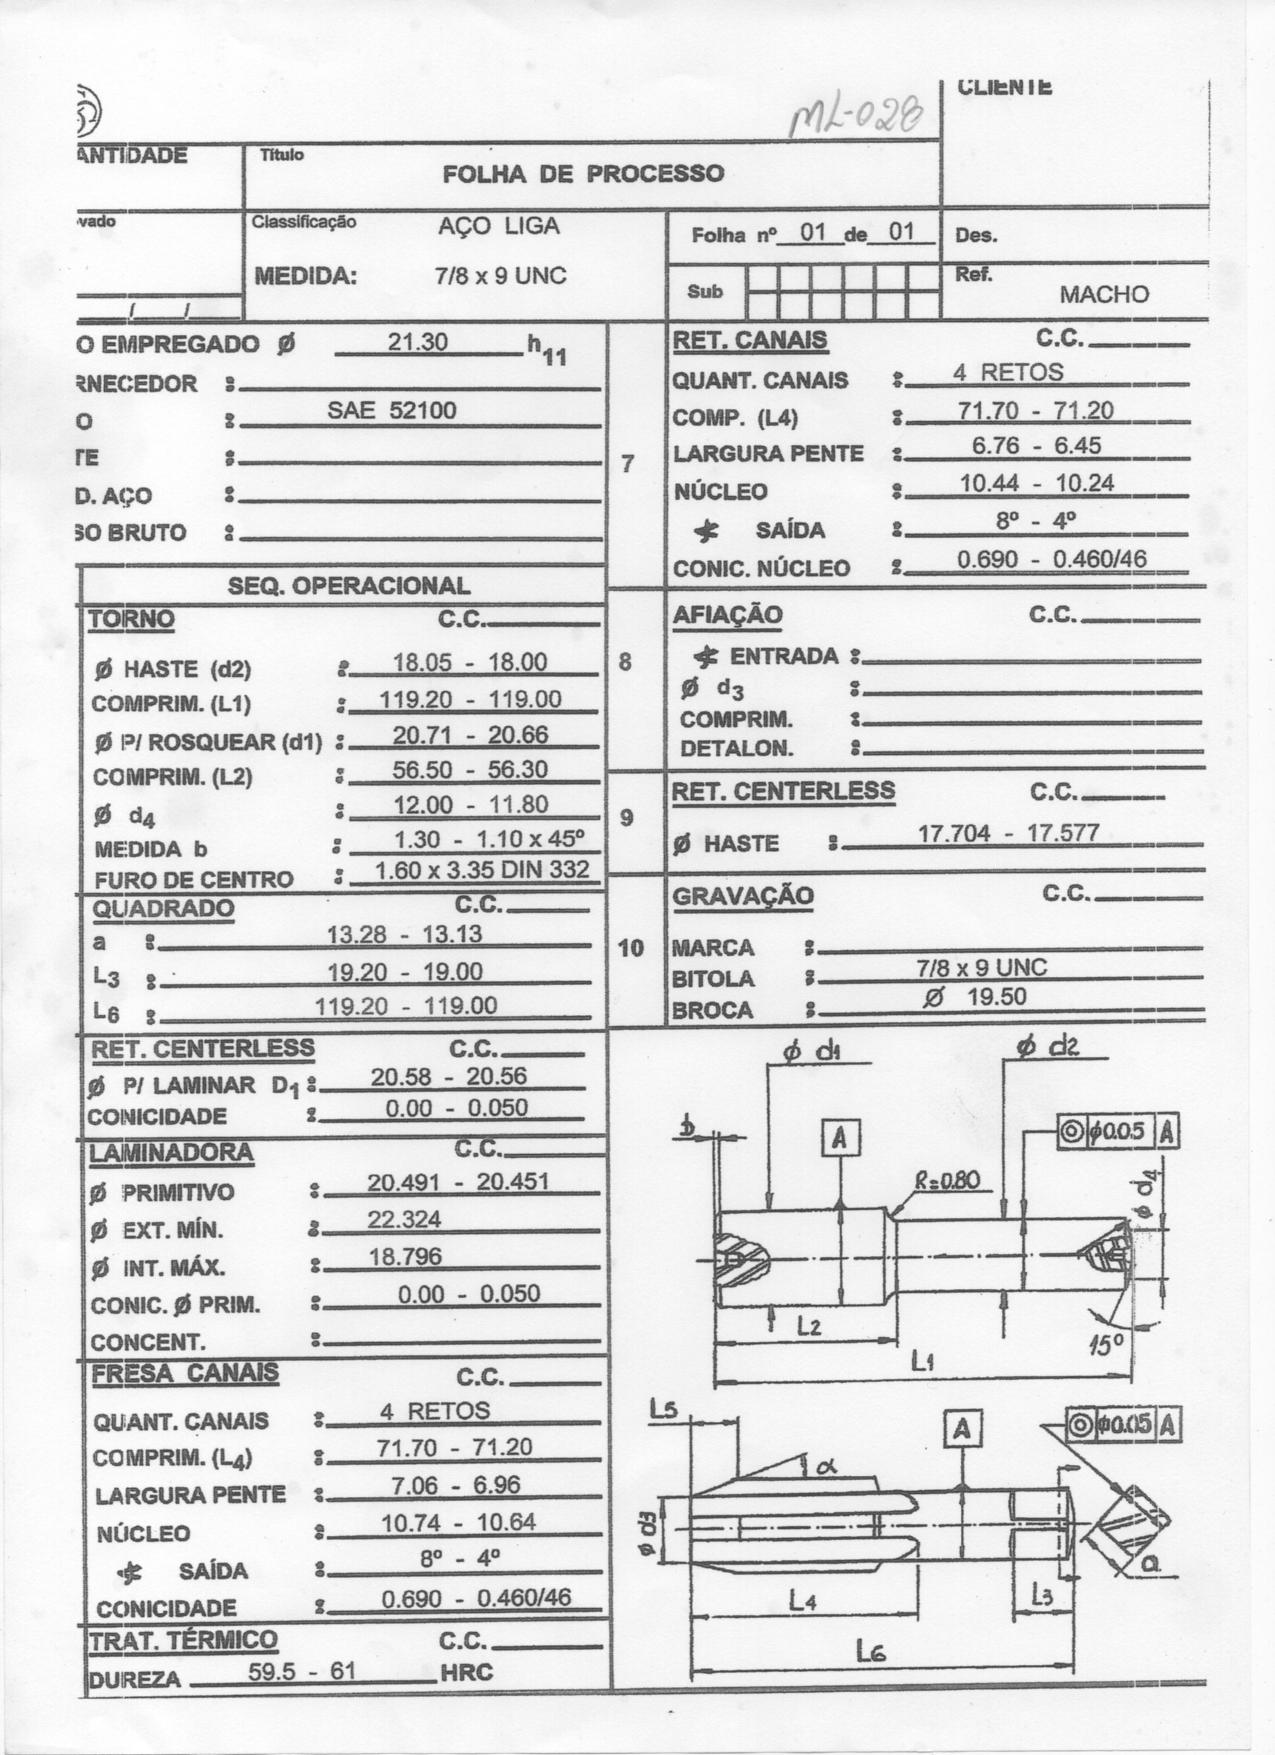 CLIENTE
ML-028
ANTIDADE
Título
FOLHA DE PROCESSO
vado
Classificação AÇO LIGA
MEDIDA: 7/8 x 9 UNC
Folha nº 01 de 01
Des.
Sub
Ref.
MACHO
/ /
O EMPREGADO Ø 21.30 h11
RNECEDOR :
O : SAE 52100
TE :
D. AÇO :
SO BRUTO :
SEQ. OPERACIONAL
TORNO C.C.
Ø HASTE (d2) : 18.05 - 18.00
COMPRIM. (L1) : 119.20 - 119.00
Ø P/ ROSQUEAR (d1) : 20.71 - 20.66
COMPRIM. (L2) : 56.50 - 56.30
Ø d4 : 12.00 - 11.80
MEDIDA b : 1.30 - 1.10 x 45º
FURO DE CENTRO : 1.60 x 3.35 DIN 332
QUADRADO C.C.
a : 13.28 - 13.13
L3 : 19.20 - 19.00
L6 : 119.20 - 119.00
RET. CENTERLESS C.C.
Ø P/ LAMINAR D1 : 20.58 - 20.56
CONICIDADE : 0.00 - 0.050
LAMINADORA C.C.
Ø PRIMITIVO : 20.491 - 20.451
Ø EXT. MÍN. : 22.324
Ø INT. MÁX. : 18.796
CONIC. Ø PRIM. : 0.00 - 0.050
CONCENT. :
FRESA CANAIS C.C.
QUANT. CANAIS : 4 RETOS
COMPRIM. (L4) : 71.70 - 71.20
LARGURA PENTE : 7.06 - 6.96
NÚCLEO : 10.74 - 10.64
∢ SAÍDA : 8º - 4º
CONICIDADE : 0.690 - 0.460/46
TRAT. TÉRMICO C.C.
DUREZA 59.5 - 61 HRC
7
RET. CANAIS C.C.
QUANT. CANAIS : 4 RETOS
COMP. (L4) : 71.70 - 71.20
LARGURA PENTE : 6.76 - 6.45
NÚCLEO : 10.44 - 10.24
∢ SAÍDA : 8º - 4º
CONIC. NÚCLEO : 0.690 - 0.460/46
8
AFIAÇÃO C.C.
∢ ENTRADA :
Ø d3 :
COMPRIM. :
DETALON. :
9
RET. CENTERLESS C.C.
Ø HASTE : 17.704 - 17.577
10
GRAVAÇÃO C.C.
MARCA :
BITOLA : 7/8 x 9 UNC
BROCA : Ø 19.50
ϕ d1
ϕ d2
b
A
◎ ϕ0.05 A
R=0.80
ϕ d4
L2
15º
L1
L5
A
◎ ϕ0.05 A
α
ϕ d3
a
L4
L3
L6